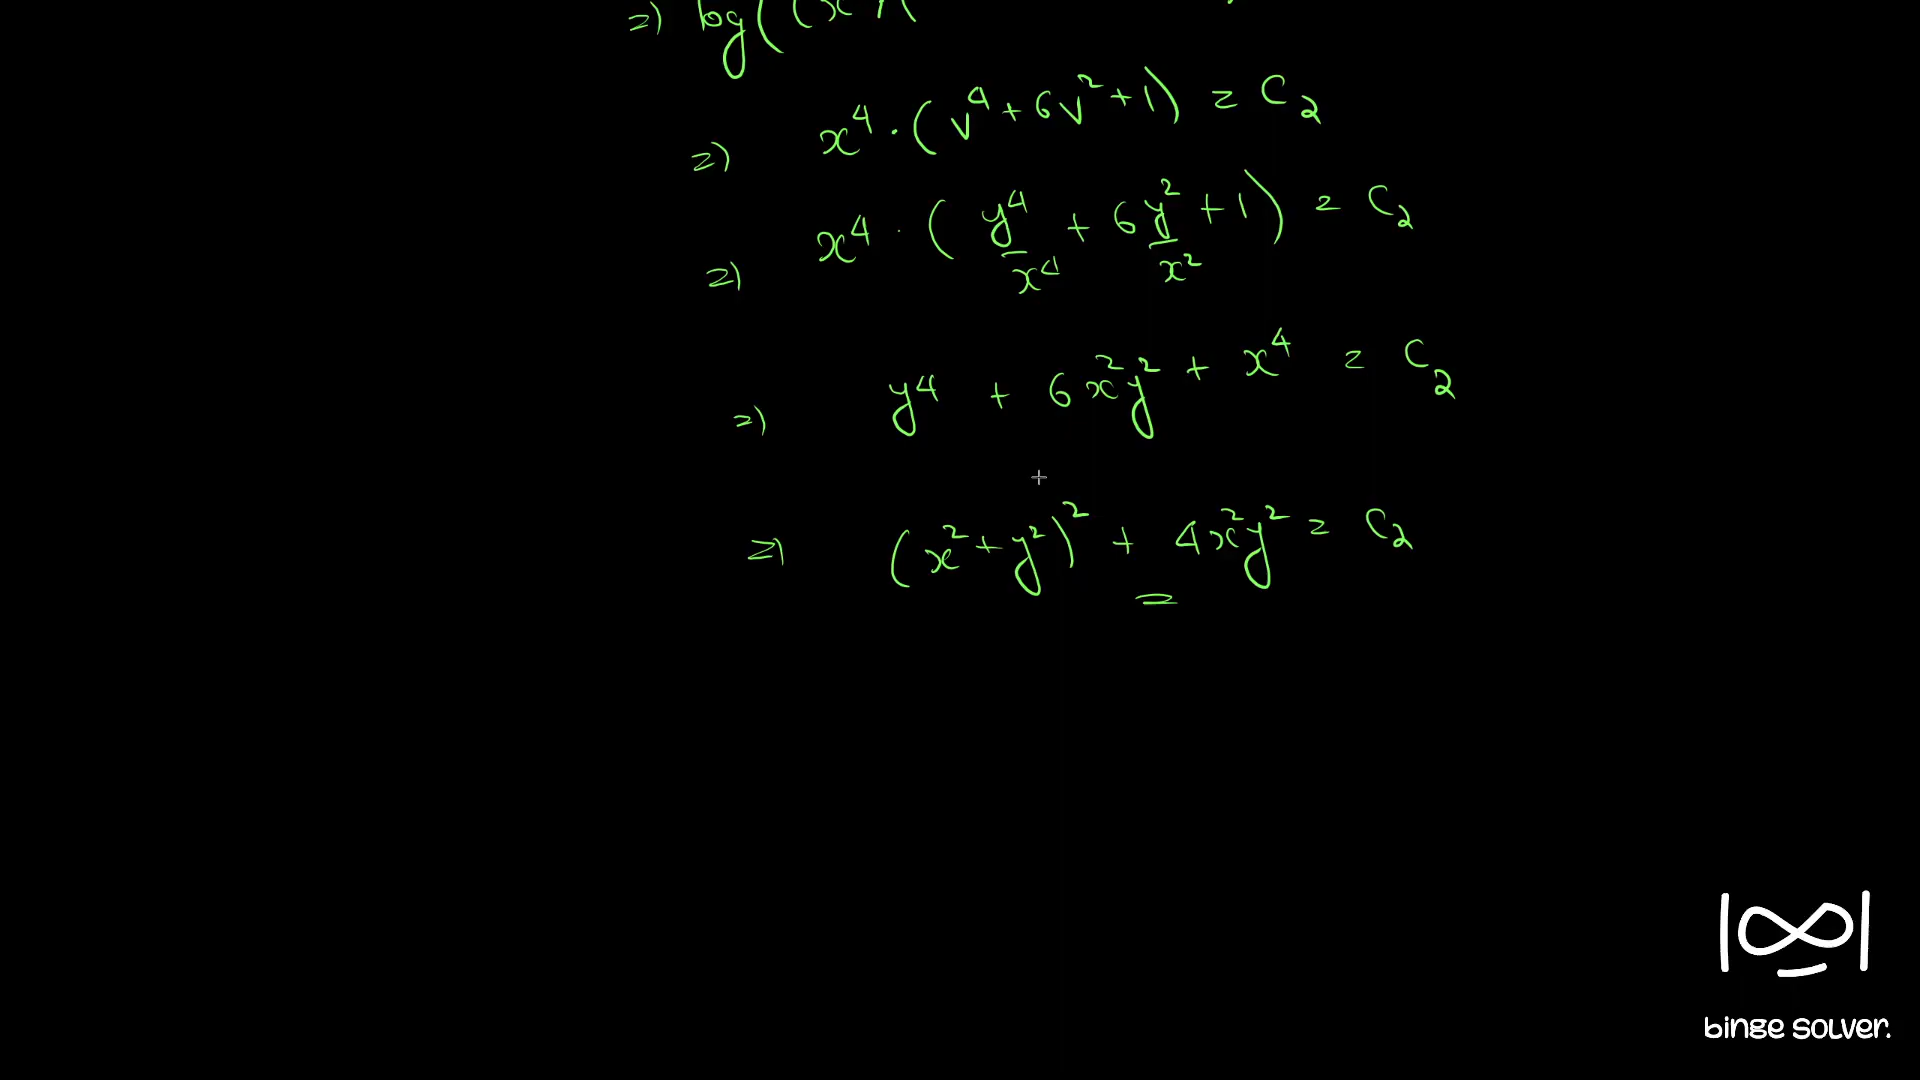 =) log((x
=) x⁴ · (v⁴ + 6v² + 1) = C₂
=) x⁴ · (y⁴/x⁴ + 6y²/x² + 1) = C₂
=) y⁴ + 6x²y² + x⁴ = C₂
=) (x² + y²)² + 4x²y² = C₂
binge solver.